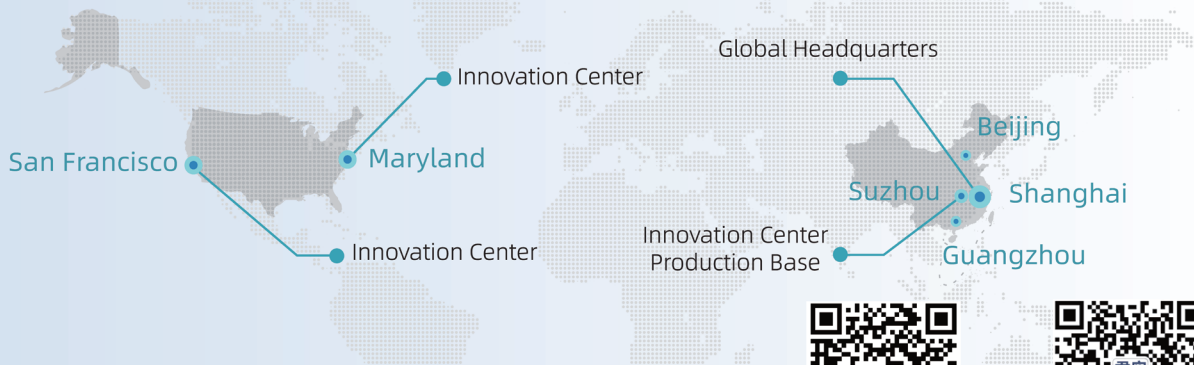 Global Headquarters
Innovation Center
Beijing
San Francisco
Maryland
Suzhou
Shanghai
Innovation Center
Production Base
Innovation Center
Guangzhou